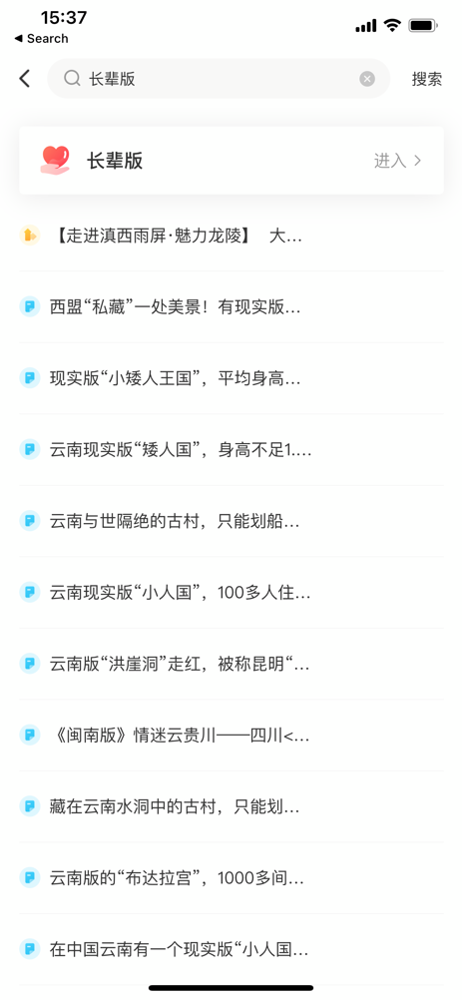 15:37
Search
长辈版
搜索
长辈版
进入
【走进滇西雨屏·魅力龙陵】 大...
西盟“私藏”一处美景！有现实版...
现实版“小矮人王国”，平均身高...
云南现实版“矮人国”，身高不足1....
云南与世隔绝的古村，只能划船...
云南现实版“小人国”，100多人住...
云南版“洪崖洞”走红，被称昆明“...
《闽南版》情迷云贵川——四川<...
藏在云南水洞中的古村，只能划...
云南版的“布达拉宫”，1000多间...
在中国云南有一个现实版“小人国...